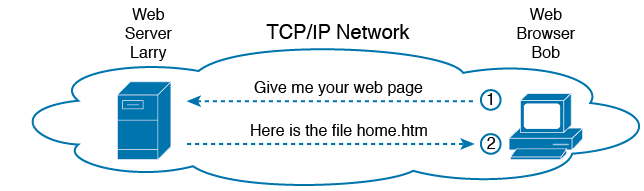 Web
Server
Larry
TCP/IP Network
Web
Browser
Bob
Give me your web page
1
Here is the file home.htm
2